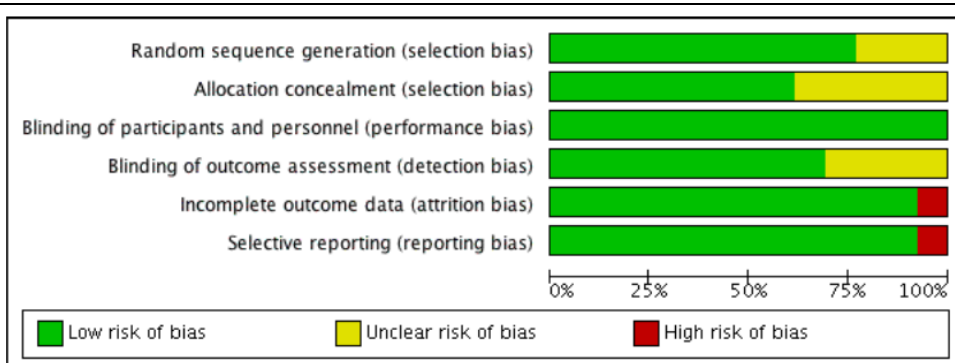 Random sequence generation (selection bias)
Allocation concealment (selection bias)
Blinding of participants and personnel (performance bias)
Blinding of outcome assessment (detection bias)
Incomplete outcome data (attrition bias)
Selective reporting (reporting bias)
0% 25% 50% 75% 100%
Low risk of bias Unclear risk of bias High risk of bias